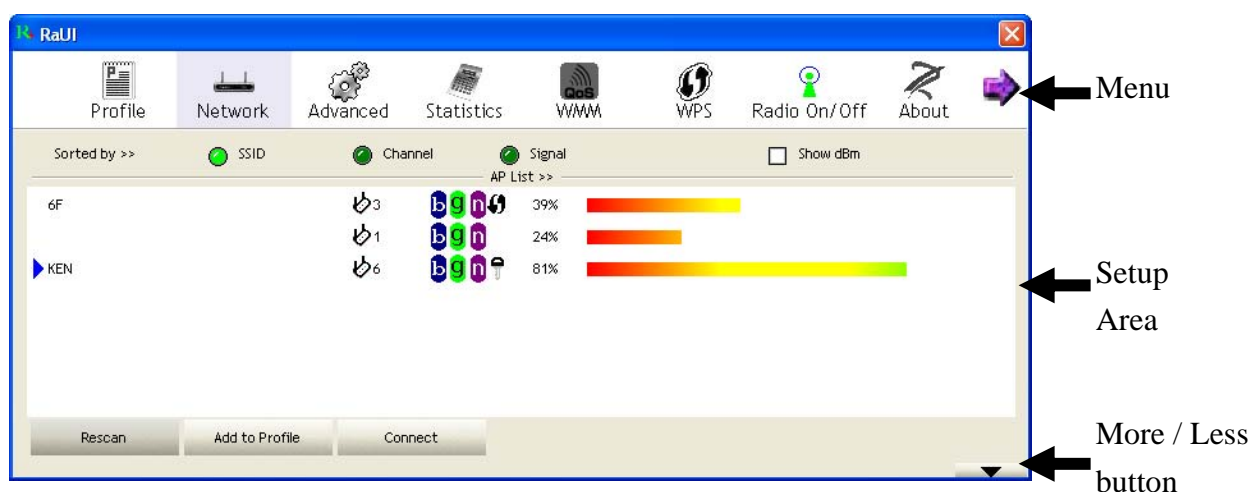 RaUI
Profile Network Advanced Statistics QoS WMM WPS Radio On/Off About
Menu
Sorted by >> SSID Channel Signal Show dBm
AP List >>
6F 3 b g n 39%
1 b g n 24%
KEN 6 b g n 81%
Setup
Area
Rescan Add to Profile Connect
More / Less
button